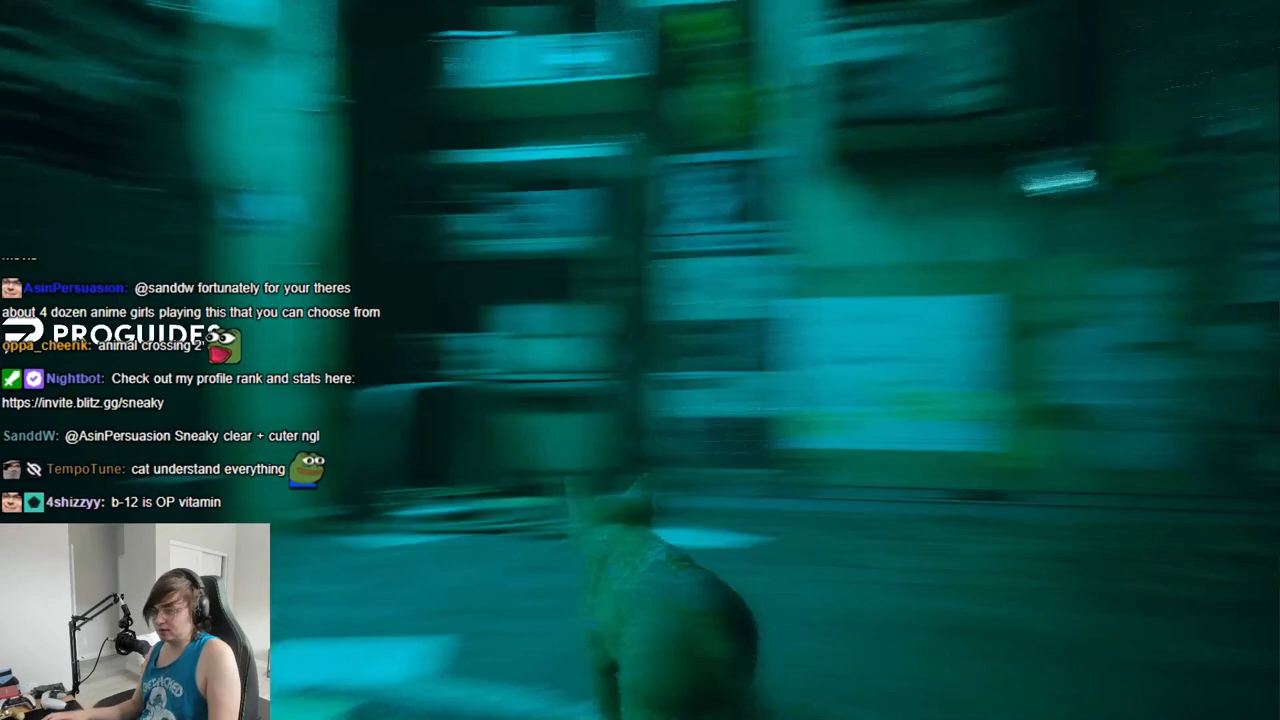 AsinPersuasion: @sanddw fortunately for your theres
about 4 dozen anime girls playing this that you can choose from
PROGUIDES
oppa_cheerik: 'animal crossing 2'
Nightbot: Check out my profile rank and stats here:
https://invite.blitz.gg/sneaky
SanddW: @AsinPersuasion Sneaky clear + cuter ngl
TempoTune: cat understand everything
4shizzyy: b-12 is OP vitamin